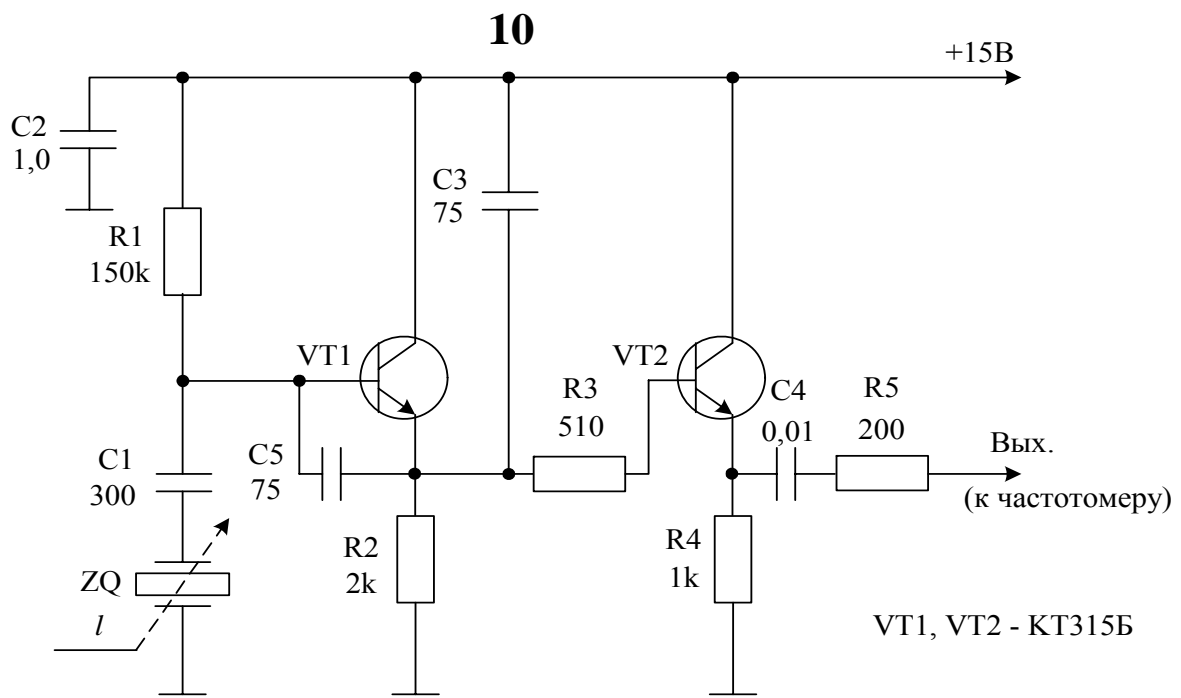 10
+15В
C2
1,0
C3
75
R1
150k
VT1
VT2
R3
510
C4
0,01
R5
200
Вых.
(к частотомеру)
C1
300
C5
75
R2
2k
R4
1k
ZQ
l
VT1, VT2 - КТ315Б